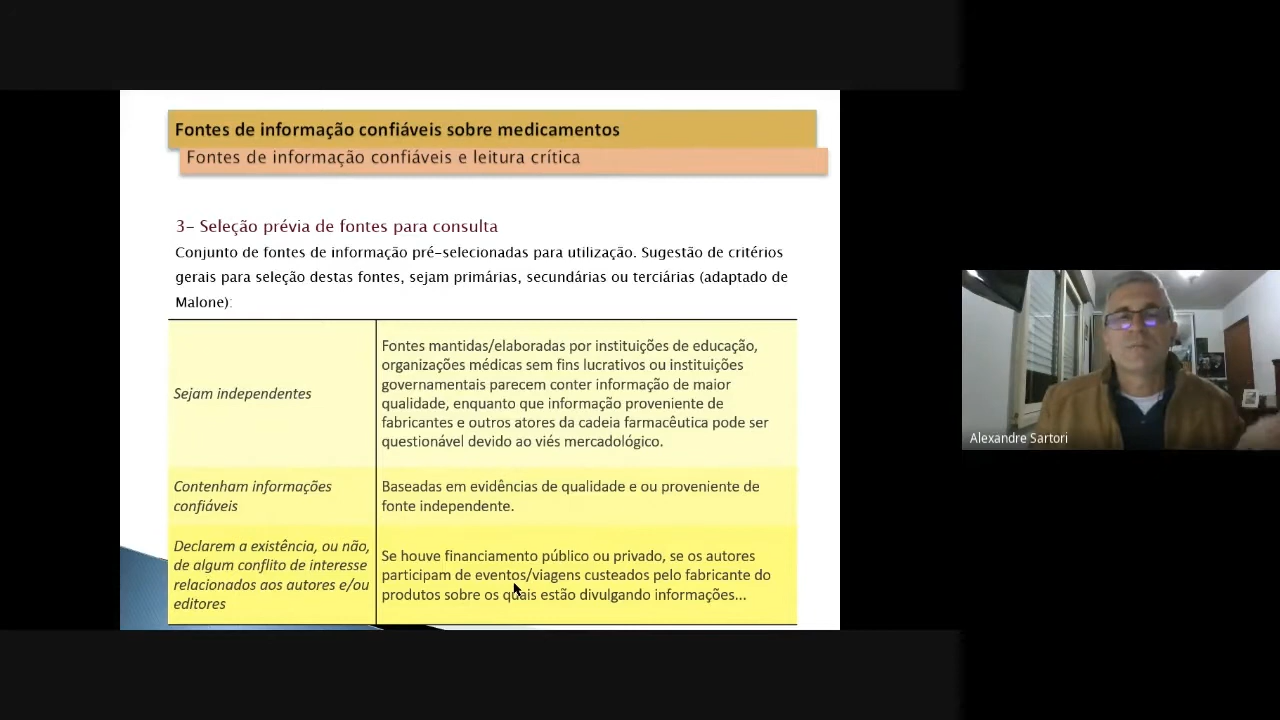 Fontes de informação confiáveis sobre medicamentos
Fontes de informação confiáveis e leitura crítica
3- Seleção prévia de fontes para consulta
Conjunto de fontes de informação pré-selecionadas para utilização. Sugestão de critérios
gerais para seleção destas fontes, sejam primárias, secundárias ou terciárias (adaptado de
Malone):
Sejam independentes
Fontes mantidas/elaboradas por instituições de educação,
organizações médicas sem fins lucrativos ou instituições
governamentais parecem conter informação de maior
qualidade, enquanto que informação proveniente de
fabricantes e outros atores da cadeia farmacêutica pode ser
questionável devido ao viés mercadológico.
Contenham informações
confiáveis
Baseadas em evidências de qualidade e ou proveniente de
fonte independente.
Declarem a existência, ou não,
de algum conflito de interesse
relacionados aos autores e/ou
editores
Se houve financiamento público ou privado, se os autores
participam de eventos/viagens custeados pelo fabricante do
produtos sobre os quais estão divulgando informações...
Alexandre Sartori